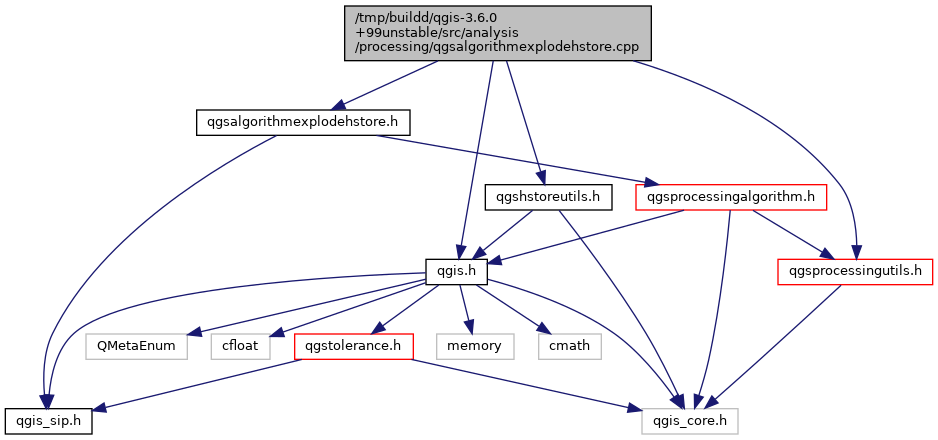 /tmp/buildd/qgis-3.6.0
+99unstable/src/analysis
/processing/qgsalgorithmexplodehstore.cpp
qgsalgorithmexplodehstore.h
qgshstoreutils.h
qgsprocessingalgorithm.h
qgis.h
qgsprocessingutils.h
QMetaEnum
cfloat
qgstolerance.h
memory
cmath
qgis_sip.h
qgis_core.h